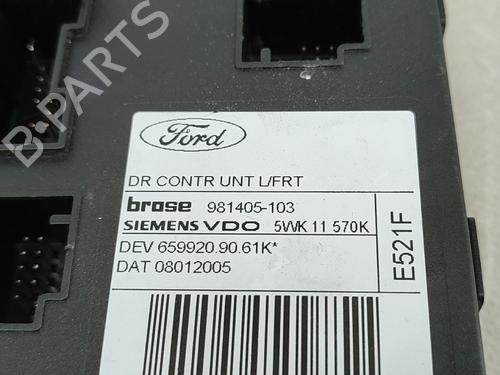 Ford
DR CONTR UNT L/FRT
brose 981405-103
SIEMENS VDO 5WK 11 570K
DEV 659920.90.61K*
DAT 08012005
E521F
B-PARTS